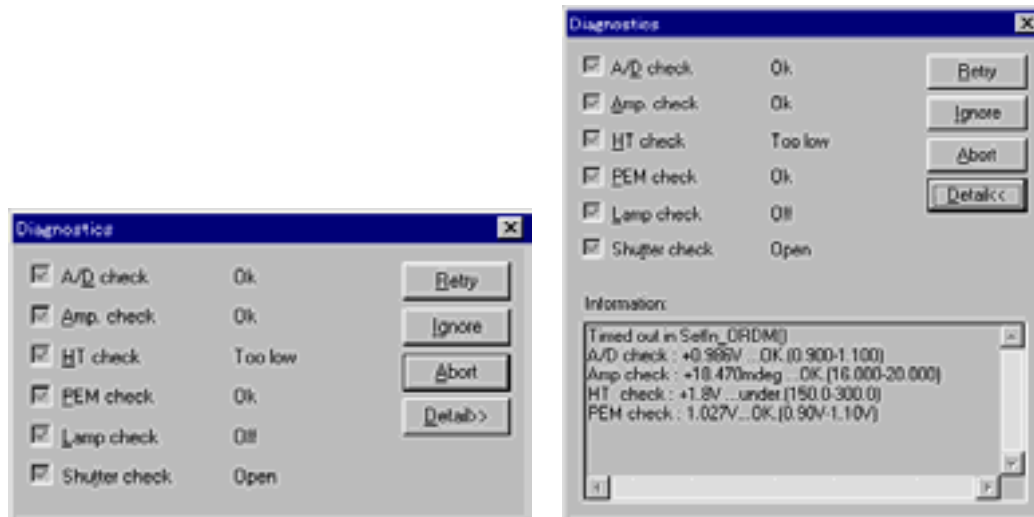 Diagnostics
A/D check Ok
Amp. check Ok
HT check Too low
PEM check Ok
Lamp check Off
Shutter check Open
Retry
Ignore
Abort
Detail>>
Diagnostics
A/D check Ok
Amp. check Ok
HT check Too low
PEM check Ok
Lamp check Off
Shutter check Open
Retry
Ignore
Abort
Detail<<
Information:
Timed out in
A/D check : +0.986V ...OK.(0.900-1.100)
Amp check : +18.470mdeg ...OK.(16.000-20.000)
HT check : +1.8V ...under.(150.0-300.0)
PEM check : 1.027V...OK.(0.90V-1.10V)